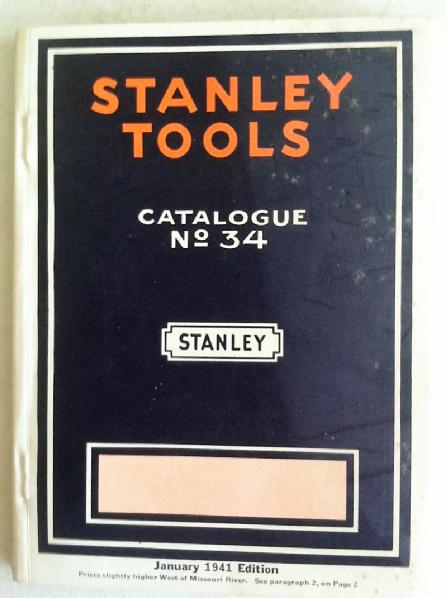 STANLEY
TOOLS
CATALOGUE
Nº 34
STANLEY
January 1941 Edition
Prices slightly higher West of Missouri River. See paragraph 2, on Page 2